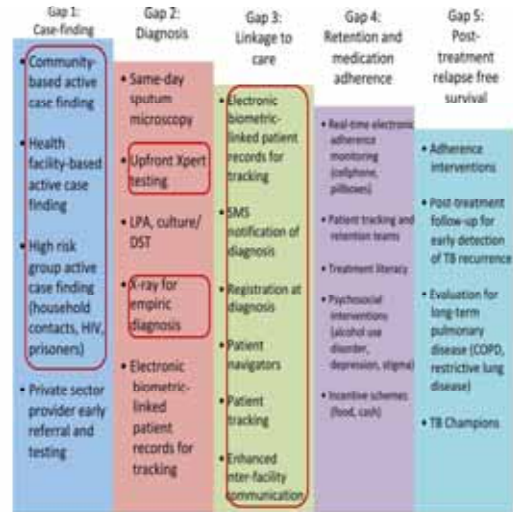 Gap 1:
Case-finding
• Community-
based active
case finding
• Health
facility-based
active case
finding
• High risk
group active
case finding
(household
contacts, HIV,
prisoners)
• Private sector
provider early
referral and
testing
Gap 2:
Diagnosis
• Same-day
sputum
microscopy
• Upfront Xpert
testing
• LPA, culture/
DST
• X-ray for
empiric
diagnosis
• Electronic
biometric-
linked
patient
records for
tracking
Gap 3:
Linkage to
care
• Electronic
biometric-
linked patient
records for
tracking
• SMS
notification of
diagnosis
• Registration at
diagnosis
• Patient
navigators
• Patient
tracking
• Enhanced
inter-facility
communication
Gap 4:
Retention and
medication
adherence
• Real-time electronic
adherence
monitoring
(cellphone,
pillboxes)
• Patient tracking and
retention teams
• Treatment literacy
• Psychosocial
interventions
(alcohol use
disorder,
depression, stigma)
• Incentive schemes
(food, cash)
Gap 5:
Post-
treatment
relapse free
survival
• Adherence
interventions
• Post-treatment
follow-up for
early detection
of TB recurrence
• Evaluation for
long-term
pulmonary
disease (COPD,
restrictive lung
disease)
• TB Champions